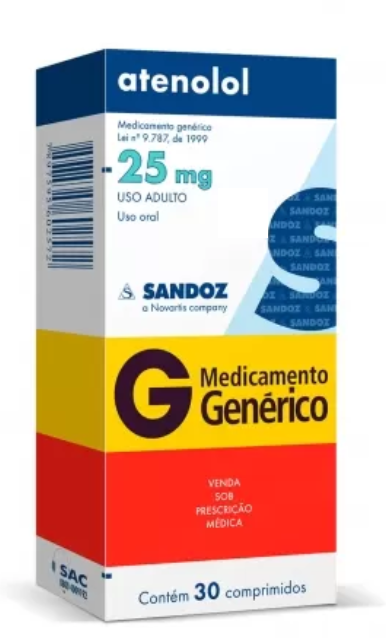 atenolol
Medicamento genérico
Lei nº 9.787, de 1999
25 mg
USO ADULTO
Uso oral
SANDOZ
a Novartis company
G Medicamento
Genérico
VENDA
SOB
PRESCRIÇÃO
MÉDICA
Contém 30 comprimidos
SAC